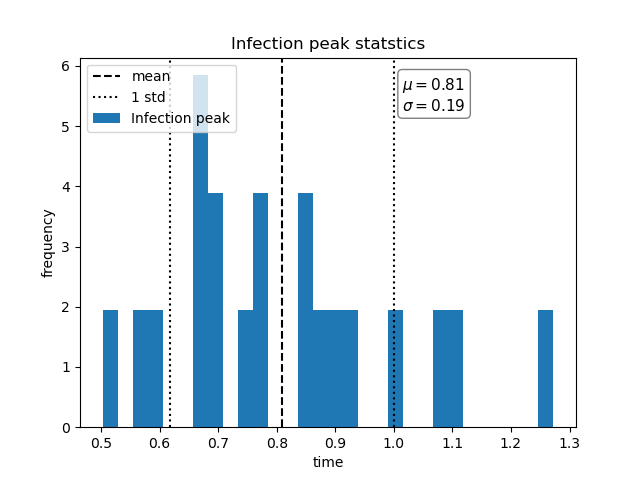 Infection peak statstics
mean
1 std
Infection peak
μ = 0.81
σ = 0.19
frequency
6
5
4
3
2
1
0
0.5 0.6 0.7 0.8 0.9 1.0 1.1 1.2 1.3
time